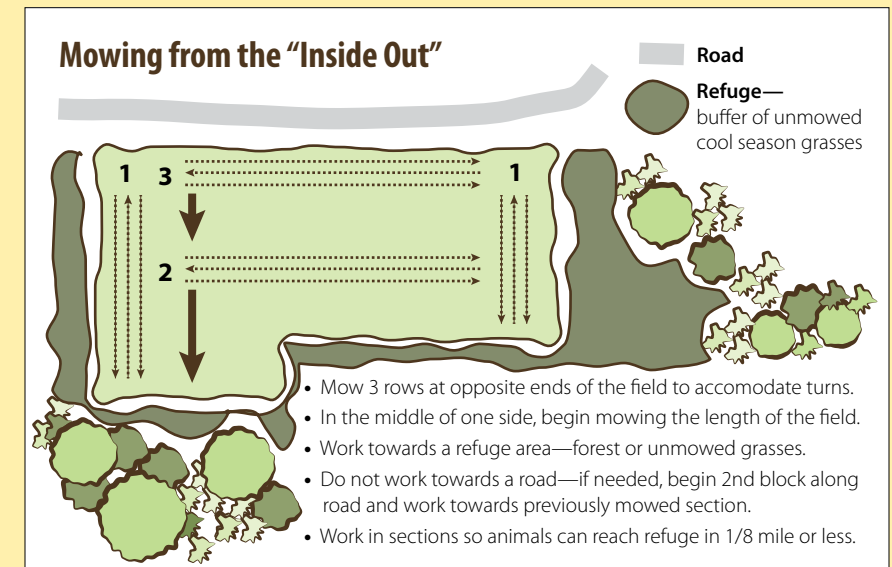 Mowing from the “Inside Out”
Road
Refuge—
buffer of unmowed
cool season grasses
1 3 1
2
• Mow 3 rows at opposite ends of the field to accomodate turns.
• In the middle of one side, begin mowing the length of the field.
• Work towards a refuge area—forest or unmowed grasses.
• Do not work towards a road—if needed, begin 2nd block along
road and work towards previously mowed section.
• Work in sections so animals can reach refuge in 1/8 mile or less.